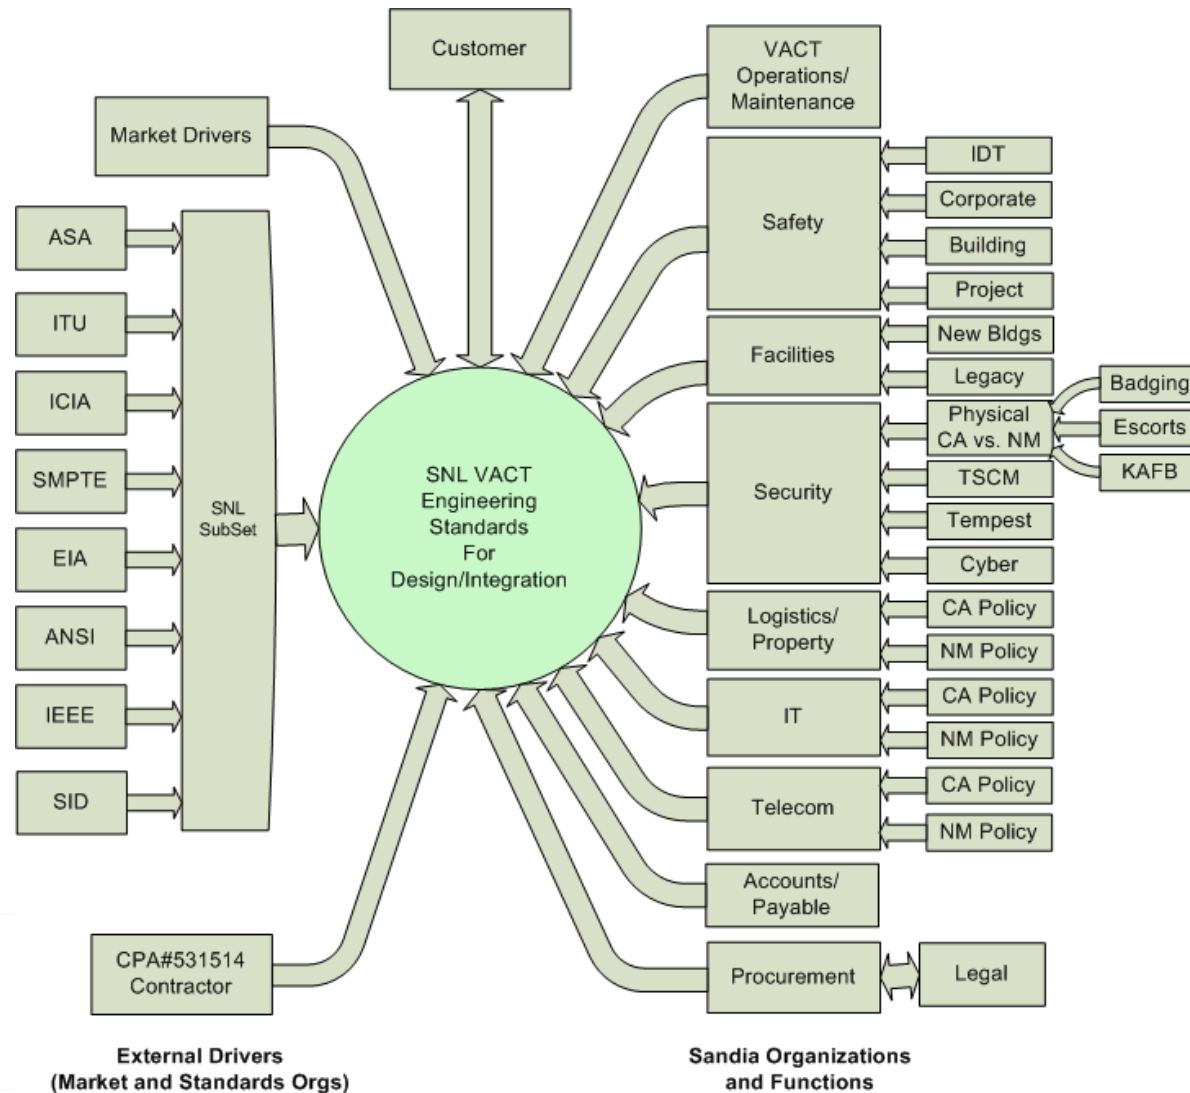 Customer
Market Drivers
ASA
ITU
ICIA
SMPTE
EIA
ANSI
IEEE
SID
SNL
SubSet
CPA#531514
Contractor
SNL VACT
Engineering
Standards
For
Design/Integration
VACT
Operations/
Maintenance
Safety
IDT
Corporate
Building
Project
Facilities
New Bldgs
Legacy
Security
Physical
CA vs. NM
Badging
Escorts
KAFB
TSCM
Tempest
Cyber
Logistics/
Property
CA Policy
NM Policy
IT
CA Policy
NM Policy
Telecom
CA Policy
NM Policy
Accounts/
Payable
Procurement
Legal
External Drivers
(Market and Standards Orgs)
Sandia Organizations
and Functions